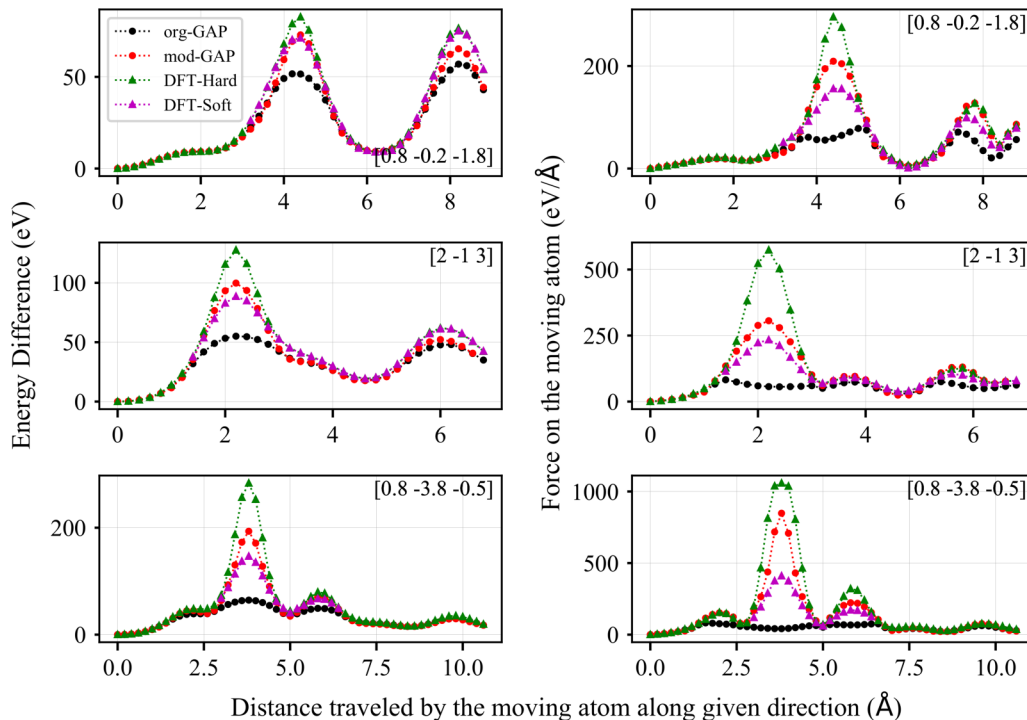 org-GAP
mod-GAP
DFT-Hard
DFT-Soft
50
0
0 2 4 6 8
[0.8 -0.2 -1.8]
[0.8 -0.2 -1.8]
200
0
0 2 4 6 8
[2 -1 3]
100
50
0
0 2 4 6
[2 -1 3]
500
250
0
0 2 4 6
[0.8 -3.8 -0.5]
200
0
0.0 2.5 5.0 7.5 10.0
[0.8 -3.8 -0.5]
1000
500
0
0.0 2.5 5.0 7.5 10.0
Energy Difference (eV)
Force on the moving atom (eV/Å)
Distance traveled by the moving atom along given direction (Å)